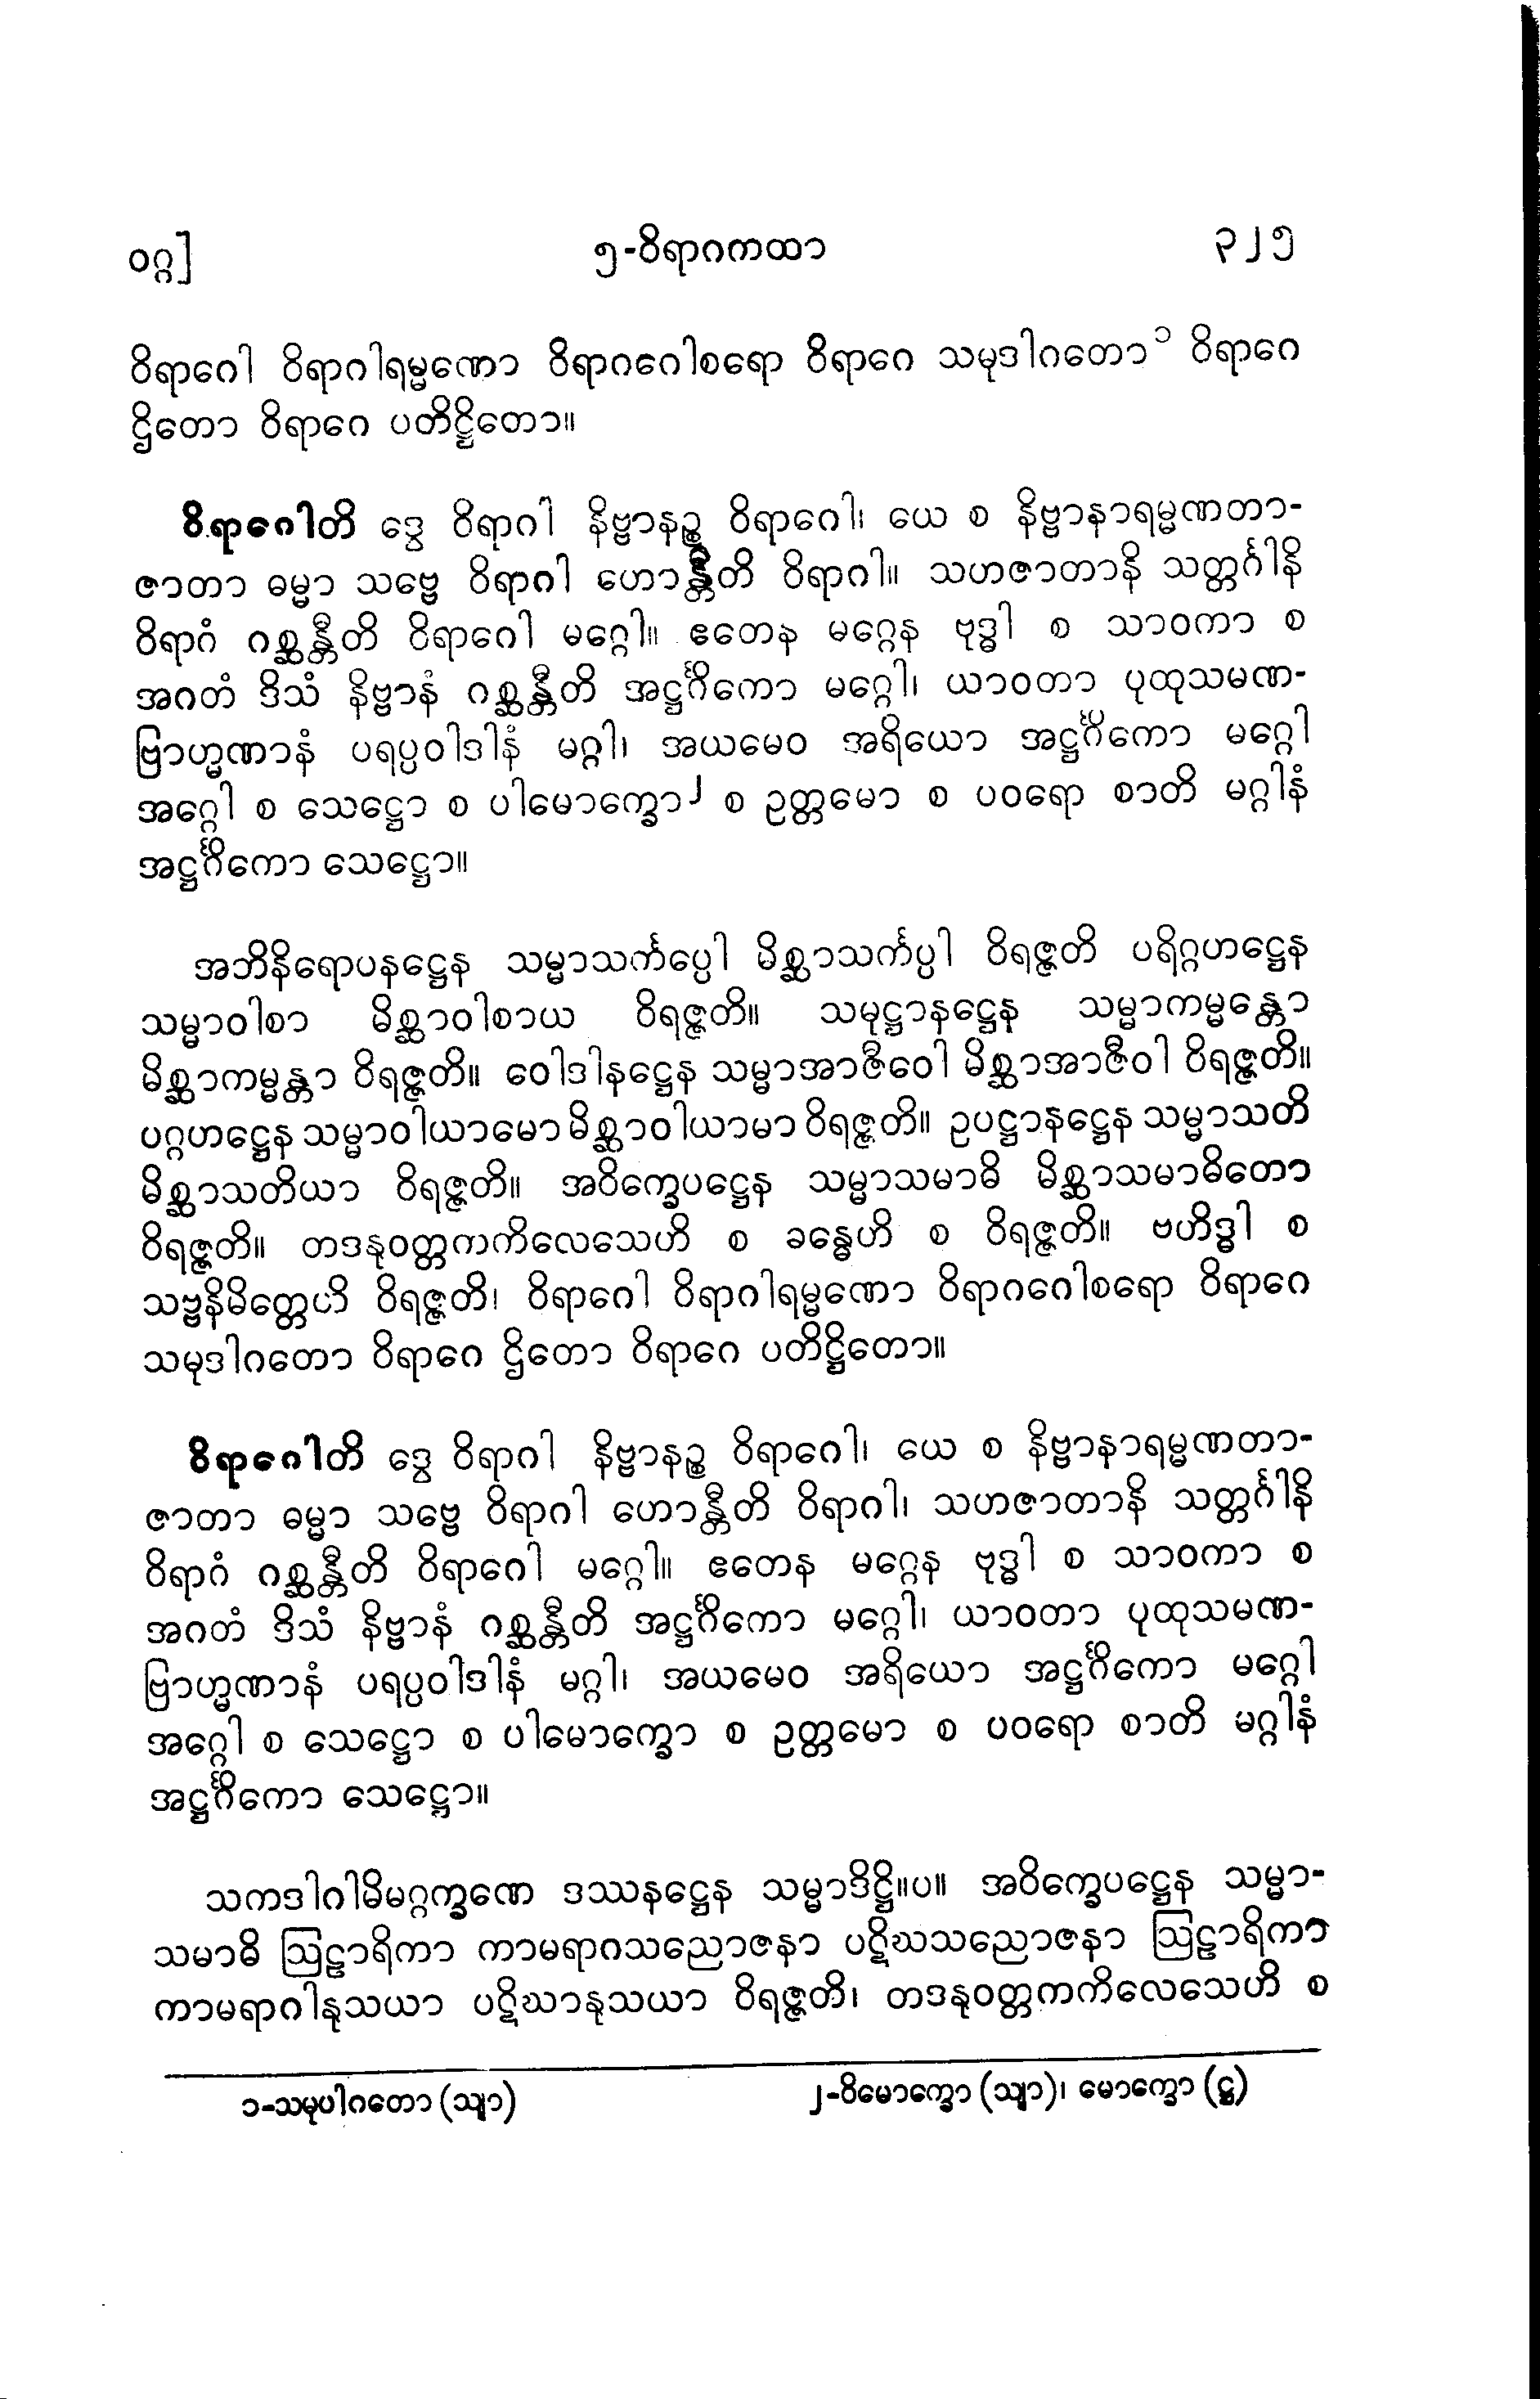 ဝဂ္ဂ] ၅-ဝိရာဂကထာ ၃၂၅
ဝိရာဂေါ ဝိရာဂါရမ္မဏော ဝိရာဂဂေါစရော ဝိရာဂေ သမုဒါဂတော၁ ဝိရာဂေ
ဌိတော ဝိရာဂေ ပတိဋ္ဌိတော။
ဝိရာဂေါတိ ဒွေ ဝိရာဂါ နိဗ္ဗာနဉ္စ ဝိရာဂေါ၊ ယေ စ နိဗ္ဗာနာရမ္မဏတာ-
ဇာတာ ဓမ္မာ သဗ္ဗေ ဝိရာဂါ ဟောန္တီတိ ဝိရာဂါ။ သဟဇာတာနိ သတ္တင်္ဂါနိ
ဝိရာဂံ ဂစ္ဆန္တီတိ ဝိရာဂေါ မဂ္ဂေါ။ ဧတေန မဂ္ဂေန ဗုဒ္ဓါ စ သာဝကာ စ
အဂတံ ဒိသံ နိဗ္ဗာနံ ဂစ္ဆန္တီတိ အဋ္ဌင်္ဂိကော မဂ္ဂေါ၊ ယာဝတာ ပုထုသမဏ-
ဗြာဟ္မဏာနံ ပရပ္ပဝါဒါနံ မဂ္ဂါ၊ အယမေဝ အရိယော အဋ္ဌင်္ဂိကော မဂ္ဂေါ
အဂ္ဂေါ စ သေဋ္ဌော စ ပါမောက္ခော၂ စ ဥတ္တမော စ ပဝရော စာတိ မဂ္ဂါနံ
အဋ္ဌင်္ဂိကော သေဋ္ဌော။
အဘိနိရောပနဋ္ဌေန သမ္မာသင်္ကပ္ပေါ မိစ္ဆာသင်္ကပ္ပါ ဝိရဇ္ဇတိ ပရိဂ္ဂဟဋ္ဌေန
သမ္မာဝါစာ မိစ္ဆာဝါစာယ ဝိရဇ္ဇတိ။ သမုဋ္ဌာနဋ္ဌေန သမ္မာကမ္မန္တော
မိစ္ဆာကမ္မန္တာ ဝိရဇ္ဇတိ။ ဝေါဒါနဋ္ဌေန သမ္မာအာဇီဝေါ မိစ္ဆာအာဇီဝါ ဝိရဇ္ဇတိ။
ပဂ္ဂဟဋ္ဌေန သမ္မာဝါယာမော မိစ္ဆာဝါယာမာ ဝိရဇ္ဇတိ။ ဥပဋ္ဌာနဋ္ဌေန သမ္မာသတိ
မိစ္ဆာသတိယာ ဝိရဇ္ဇတိ။ အဝိက္ခေပဋ္ဌေန သမ္မာသမာဓိ မိစ္ဆာသမာဓိတော
ဝိရဇ္ဇတိ။ တဒနုဝတ္တကကိလေသေဟိ စ ခန္ဓေဟိ စ ဝိရဇ္ဇတိ။ ဗဟိဒ္ဓါ စ
သဗ္ဗနိမိတ္တေဟိ ဝိရဇ္ဇတိ၊ ဝိရာဂေါ ဝိရာဂါရမ္မဏော ဝိရာဂဂေါစရော ဝိရာဂေ
သမုဒါဂတော ဝိရာဂေ ဌိတော ဝိရာဂေ ပတိဋ္ဌိတော။
ဝိရာဂေါတိ ဒွေ ဝိရာဂါ နိဗ္ဗာနဉ္စ ဝိရာဂေါ၊ ယေ စ နိဗ္ဗာနာရမ္မဏတာ-
ဇာတာ ဓမ္မာ သဗ္ဗေ ဝိရာဂါ ဟောန္တီတိ ဝိရာဂါ၊ သဟဇာတာနိ သတ္တင်္ဂါနိ
ဝိရာဂံ ဂစ္ဆန္တီတိ ဝိရာဂေါ မဂ္ဂေါ။ ဧတေန မဂ္ဂေန ဗုဒ္ဓါ စ သာဝကာ စ
အဂတံ ဒိသံ နိဗ္ဗာနံ ဂစ္ဆန္တီတိ အဋ္ဌင်္ဂိကော မဂ္ဂေါ၊ ယာဝတာ ပုထုသမဏ-
ဗြာဟ္မဏာနံ ပရပ္ပဝါဒါနံ မဂ္ဂါ၊ အယမေဝ အရိယော အဋ္ဌင်္ဂိကော မဂ္ဂေါ
အဂ္ဂေါ စ သေဋ္ဌော စ ပါမောက္ခော စ ဥတ္တမော စ ပဝရော စာတိ မဂ္ဂါနံ
အဋ္ဌင်္ဂိကော သေဋ္ဌော။
သကဒါဂါမိမဂ္ဂက္ခဏေ ဒဿနဋ္ဌေန သမ္မာဒိဋ္ဌိ။ပ။ အဝိက္ခေပဋ္ဌေန သမ္မာ-
သမာဓိ ဩဠာရိကာ ကာမရာဂသညောဇနာ ပဋိဃသညောဇနာ ဩဠာရိကာ
ကာမရာဂါနုသယာ ပဋိဃာနုသယာ ဝိရဇ္ဇတိ၊ တဒနုဝတ္တကကိလေသေဟိ စ
၁-သမုပါဂတော (သျာ) ၂-ဝိမောက္ခော (သျာ)၊ မောက္ခော (ဋ္ဌ)